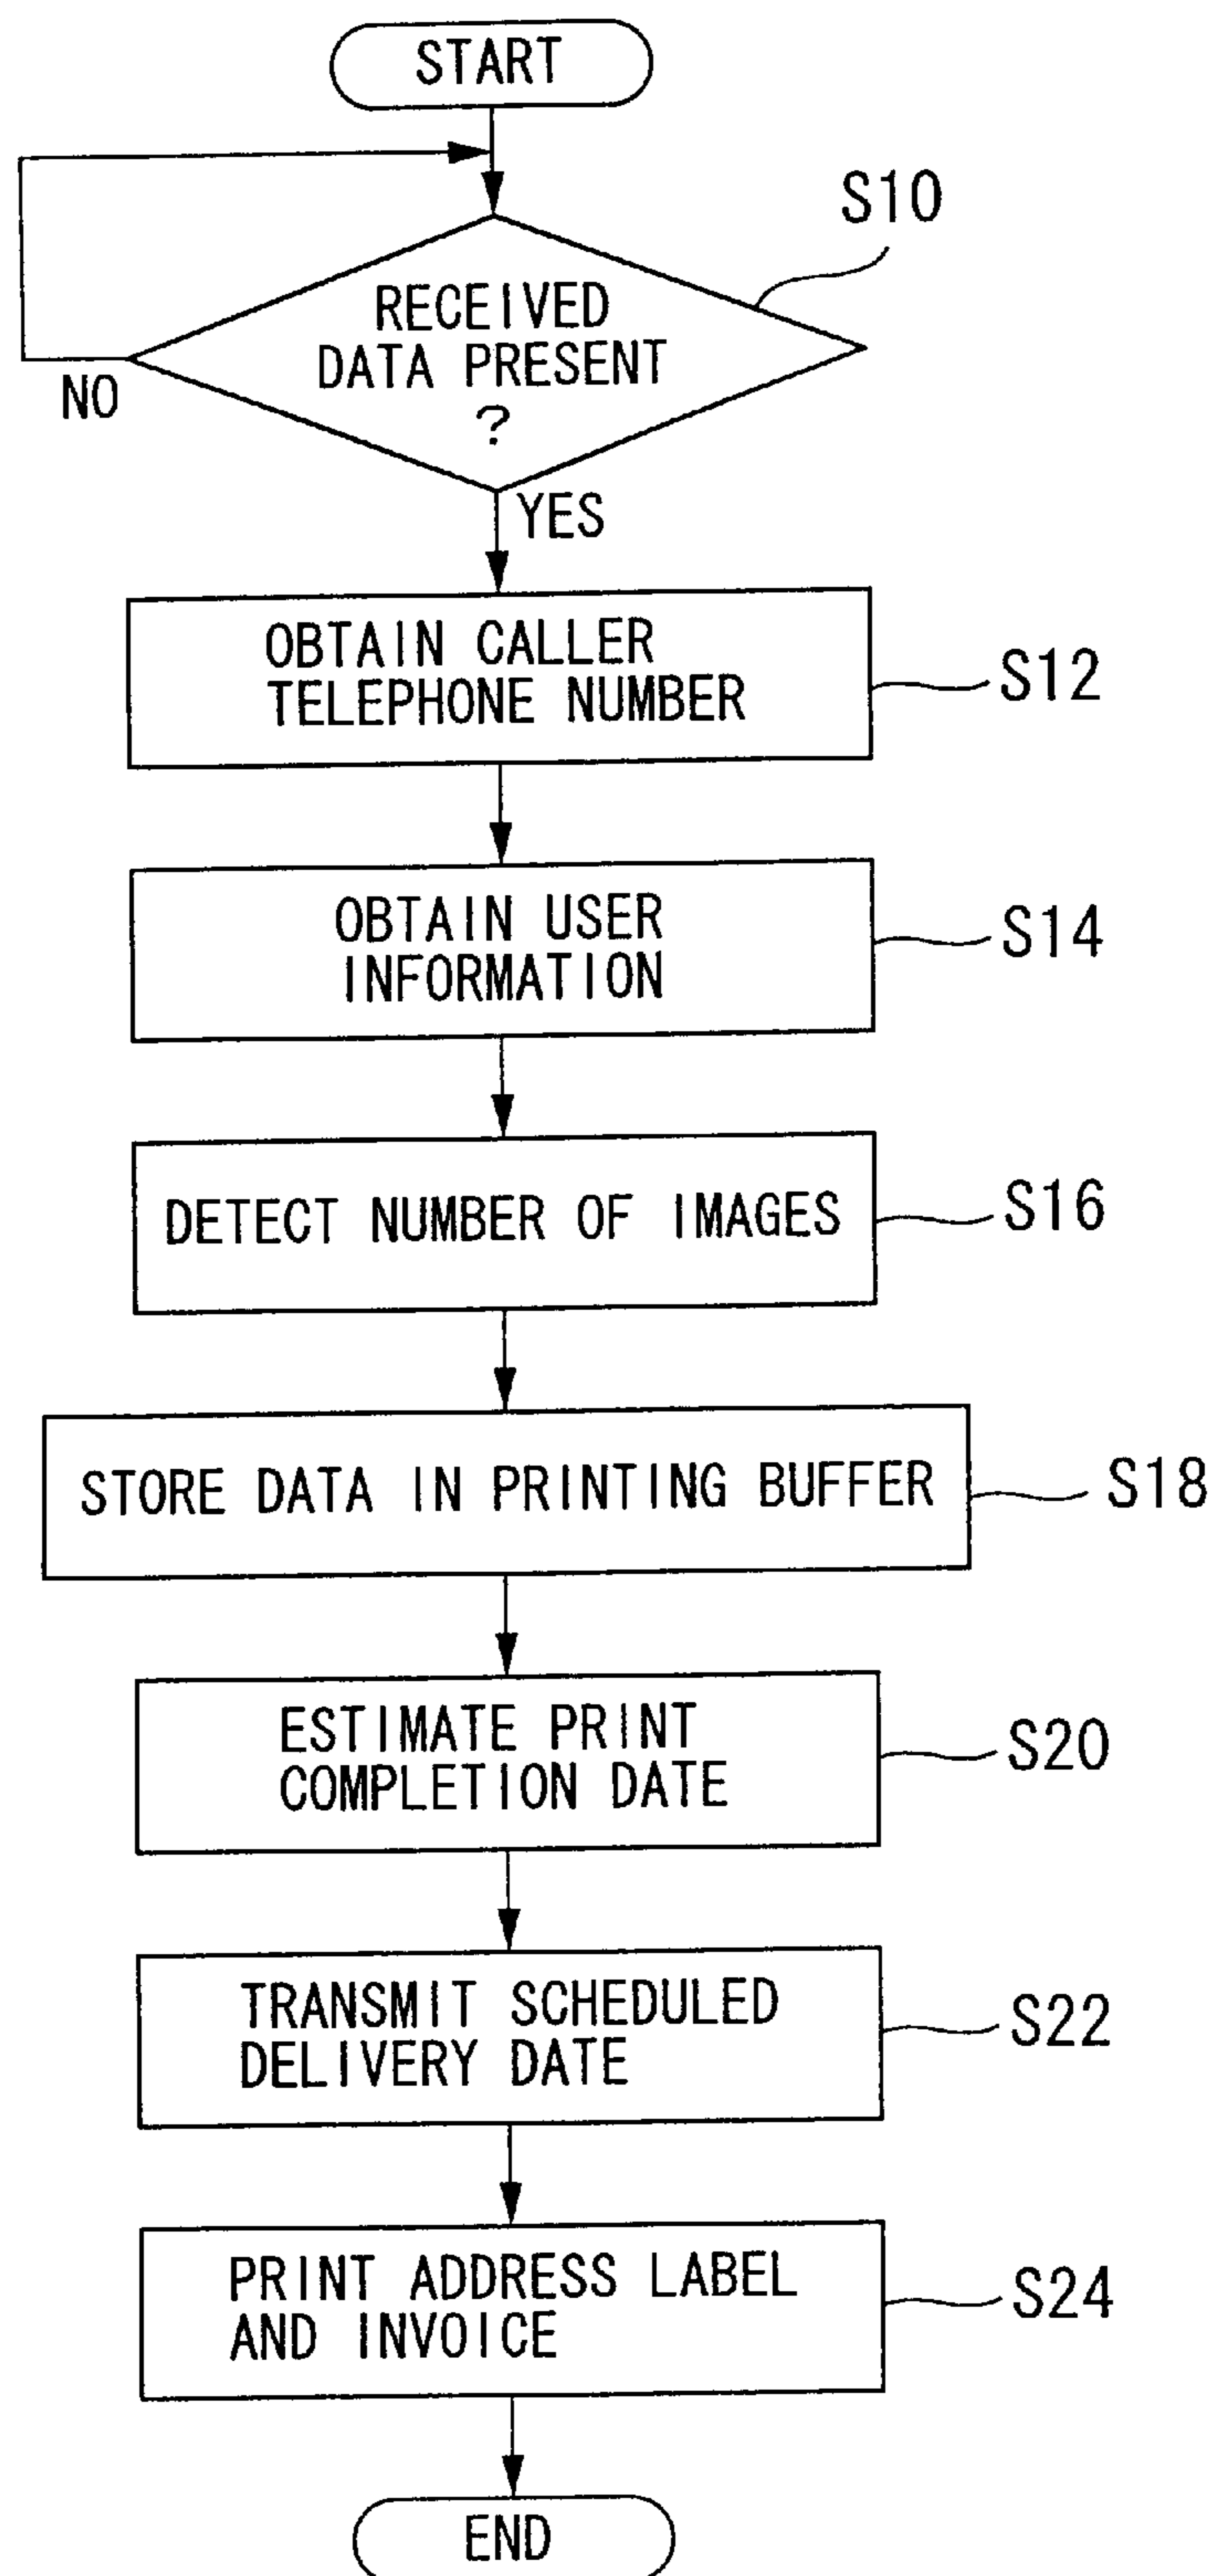 START
S10
RECEIVED
DATA PRESENT
?
NO
YES
OBTAIN CALLER
TELEPHONE NUMBER
S12
OBTAIN USER
INFORMATION
S14
DETECT NUMBER OF IMAGES
S16
STORE DATA IN PRINTING BUFFER
S18
ESTIMATE PRINT
COMPLETION DATE
S20
TRANSMIT SCHEDULED
DELIVERY DATE
S22
PRINT ADDRESS LABEL
AND INVOICE
S24
END